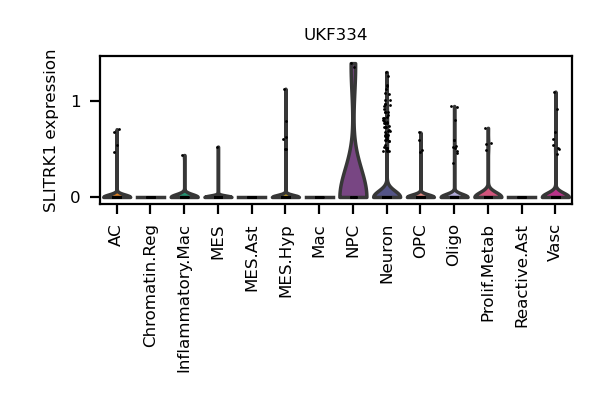 UKF334
SLITRK1 expression
1
0
AC
Chromatin.Reg
Inflammatory.Mac
MES
MES.Ast
MES.Hyp
Mac
NPC
Neuron
OPC
Oligo
Prolif.Metab
Reactive.Ast
Vasc